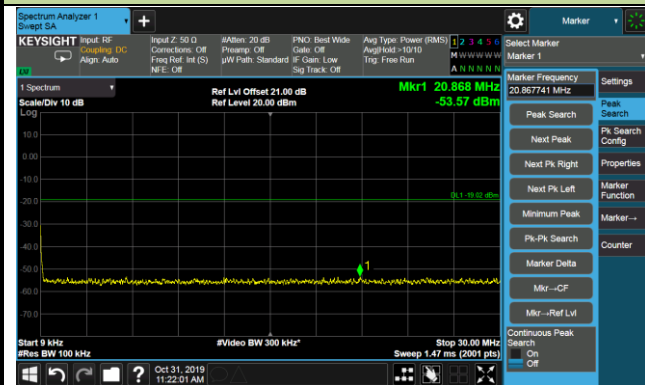 Spectrum Analyzer 1
Swept SA
Marker
KEYSIGHT
Input: RF
Coupling: DC
Align: Auto
Input Z: 50 Ω
Corrections: Off
Freq Ref: Int (S)
NFE: Off
#Atten: 20 dB
Preamp: Off
µW Path: Standard
PNO: Best Wide
Gate: Off
IF Gain: Low
Sig Track: Off
Avg Type: Power (RMS)
Avg|Hold:>10/10
Trig: Free Run
1 2 3 4 5 6
M W W W W W
A N N N N N
Select Marker
Marker 1
1 Spectrum
Scale/Div 10 dB
Log
Ref Lvl Offset 21.00 dB
Ref Level 20.00 dBm
Mkr1 20.868 MHz
-53.57 dBm
10.0
0.00
-10.0
-20.0
-30.0
-40.0
-50.0
-60.0
-70.0
DL1 -19.02 dBm
1
Start 9 kHz
#Res BW 100 kHz
#Video BW 300 kHz*
Stop 30.00 MHz
Sweep 1.47 ms (2001 pts)
Marker Frequency
20.867741 MHz
Peak Search
Next Peak
Next Pk Right
Next Pk Left
Minimum Peak
Pk-Pk Search
Marker Delta
Mkr→CF
Mkr→Ref Lvl
Continuous Peak
Search
On
Off
Settings
Peak
Search
Pk Search
Config
Properties
Marker
Function
Marker→
Counter
Oct 31, 2019
11:22:01 AM